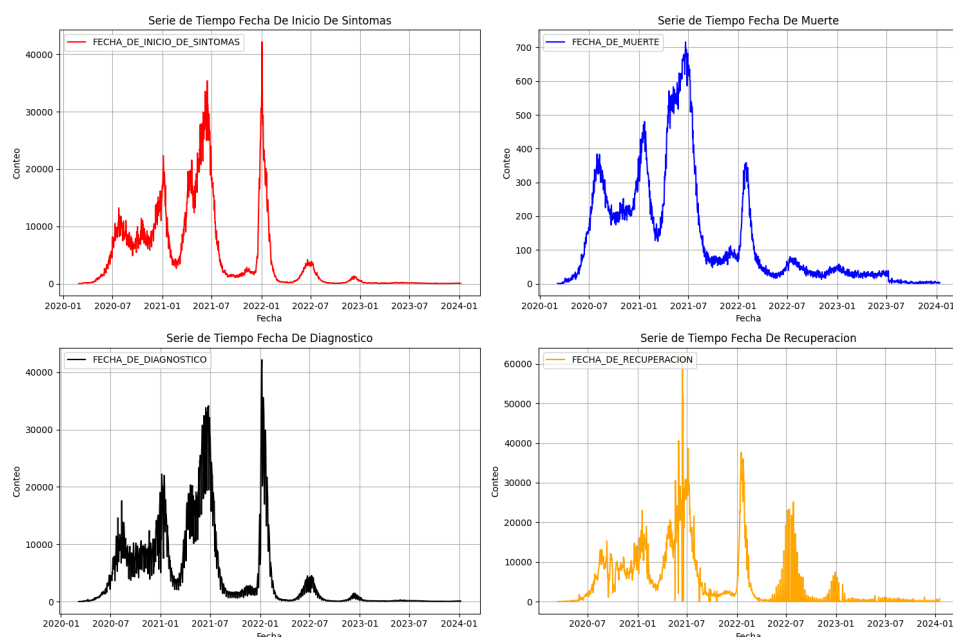 Serie de Tiempo Fecha De Inicio De Sintomas
FECHA_DE_INICIO_DE_SINTOMAS
Conteo
40000
30000
20000
10000
0
2020-01 2020-07 2021-01 2021-07 2022-01 2022-07 2023-01 2023-07 2024-01
Fecha
Serie de Tiempo Fecha De Muerte
FECHA_DE_MUERTE
Conteo
700
600
500
400
300
200
100
0
2020-07 2021-01 2021-07 2022-01 2022-07 2023-01 2023-07 2024-01
Fecha
Serie de Tiempo Fecha De Diagnostico
FECHA_DE_DIAGNOSTICO
Conteo
40000
30000
20000
10000
0
2020-01 2020-07 2021-01 2021-07 2022-01 2022-07 2023-01 2023-07 2024-01
Fecha
Serie de Tiempo Fecha De Recuperacion
FECHA_DE_RECUPERACION
Conteo
60000
50000
40000
30000
20000
10000
0
2020-07 2021-01 2021-07 2022-01 2022-07 2023-01 2023-07 2024-01
Fecha